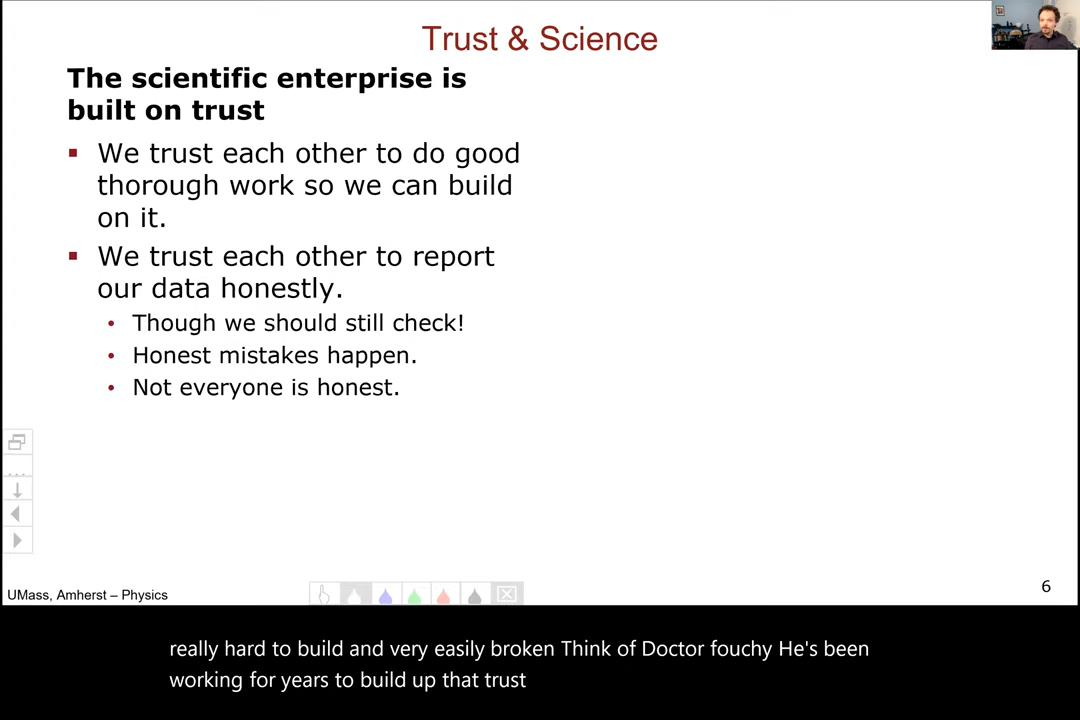 Trust & Science
The scientific enterprise is
built on trust
▪ We trust each other to do good
thorough work so we can build
on it.
▪ We trust each other to report
our data honestly.
• Though we should still check!
• Honest mistakes happen.
• Not everyone is honest.
UMass, Amherst – Physics
6
really hard to build and very easily broken Think of Doctor fouchy He's been
working for years to build up that trust